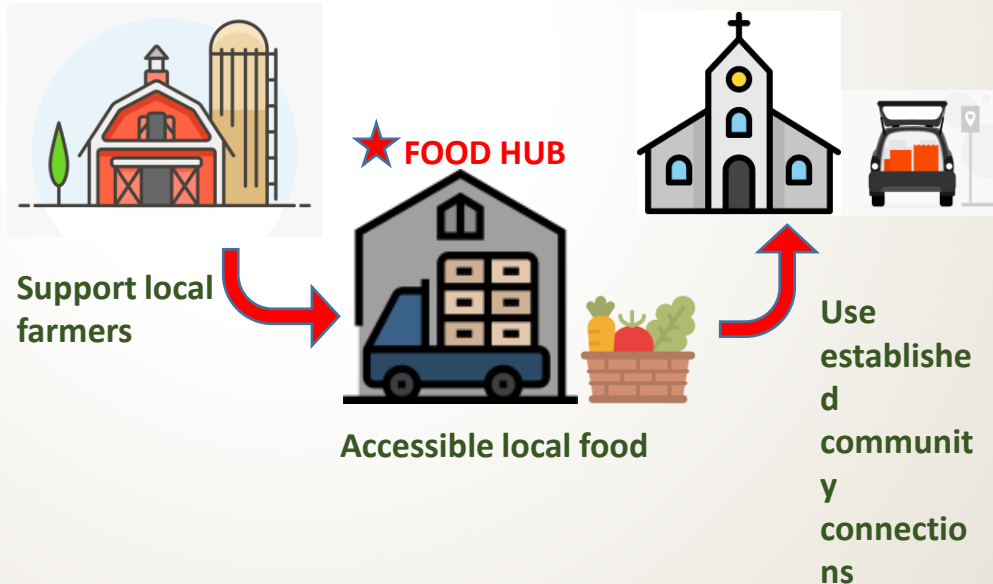 FOOD HUB
Support local
farmers
Accessible local food
Use
establishe
d
communit
y
connectio
ns